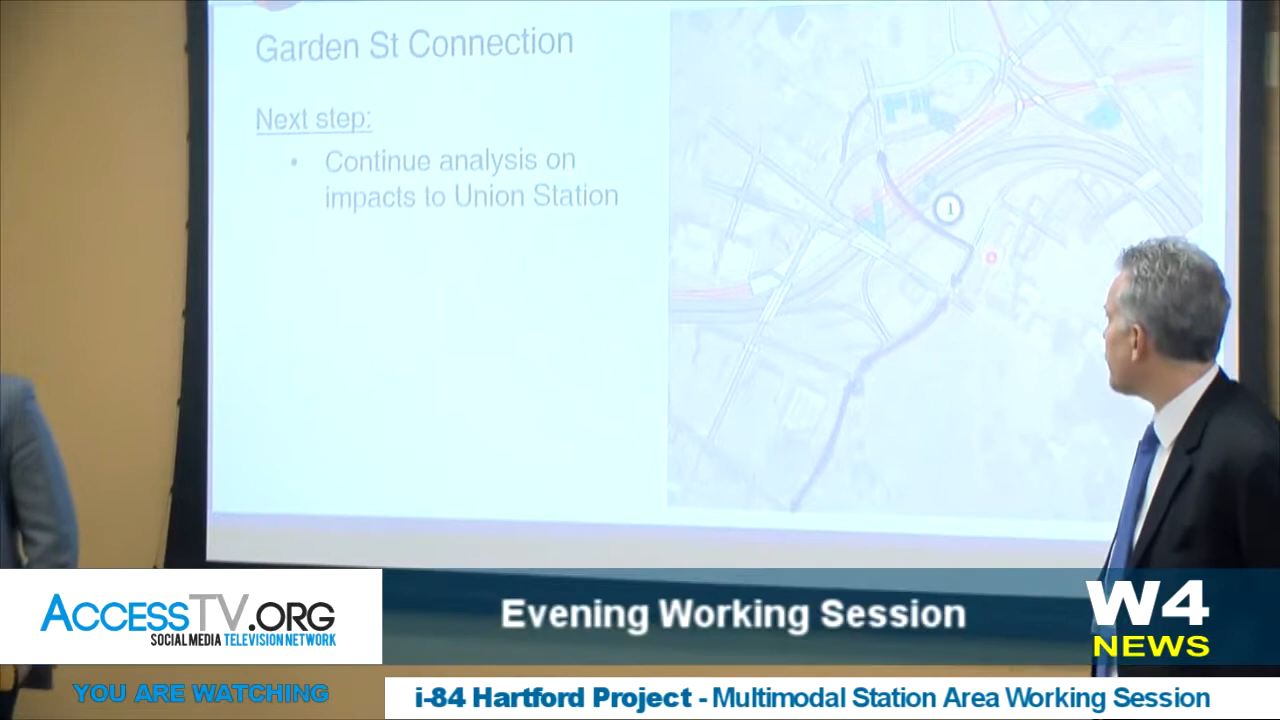 Garden St Connection
Next step:
• Continue analysis on
impacts to Union Station
1
ACCESSTV.ORG
SOCIAL MEDIA TELEVISION NETWORK
Evening Working Session
W4
NEWS
YOU ARE WATCHING
i-84 Hartford Project - Multimodal Station Area Working Session